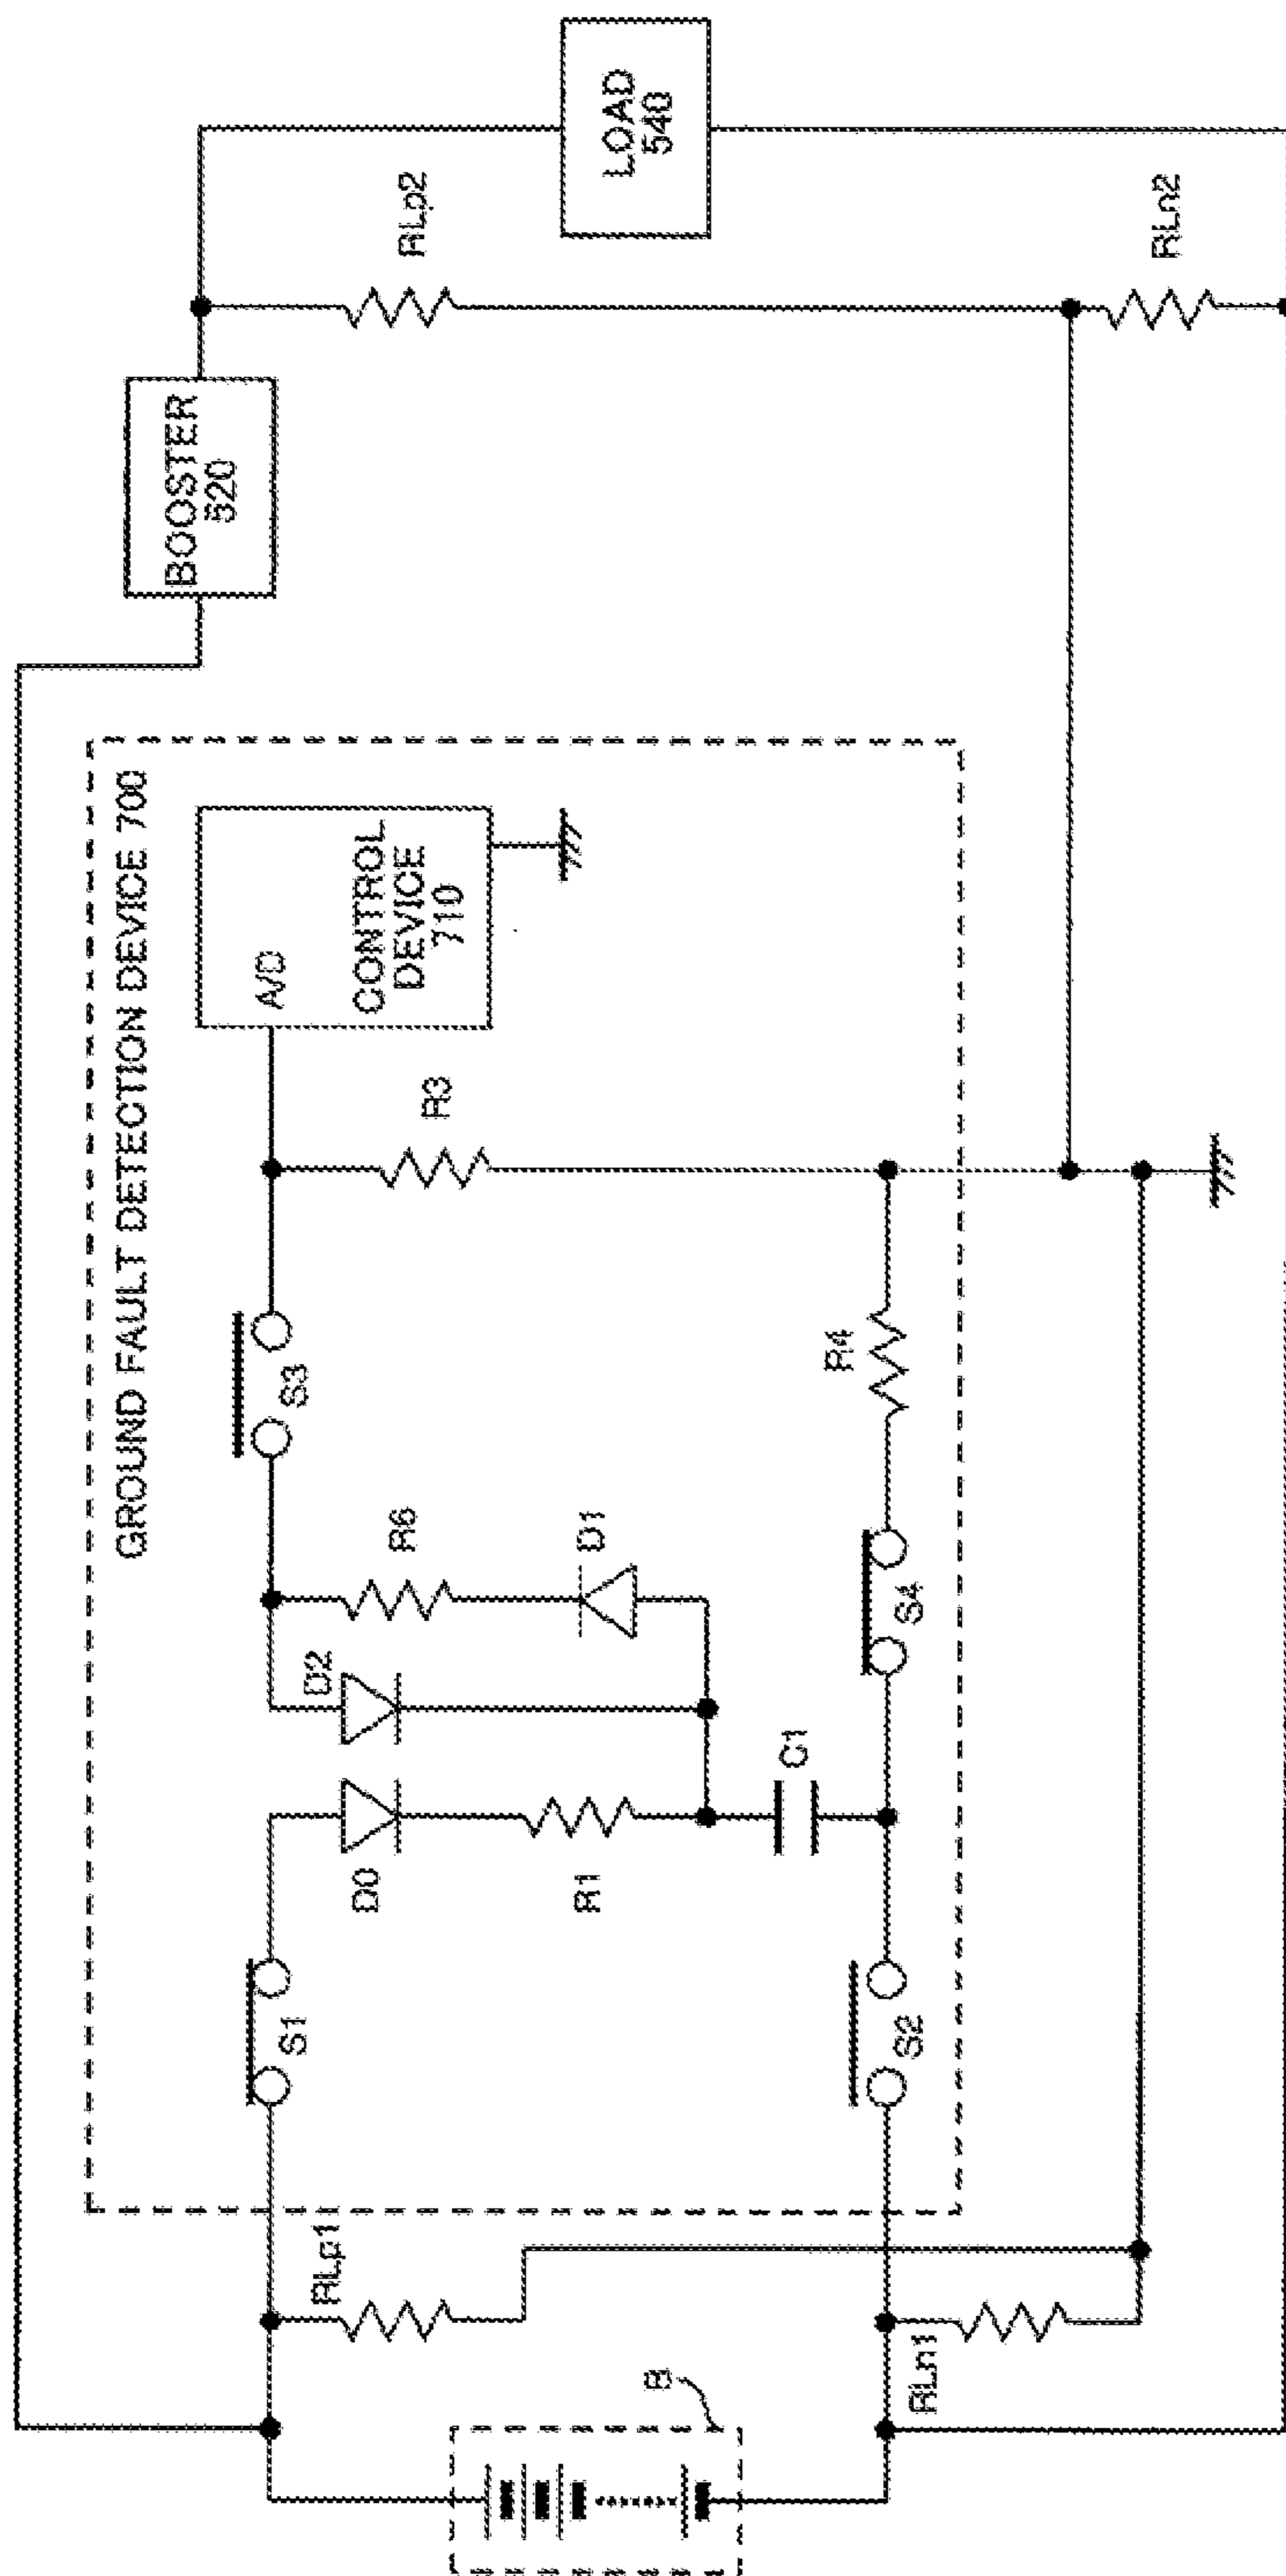 GROUND FAULT DETECTION DEVICE 700
BOOSTER
520
LOAD
540
A/D
CONTROL
DEVICE
710
S1
D0
D2
S3
R6
R3
RLp1
RLp2
D1
R1
C1
R4
B
S2
S4
RLn1
RLn2